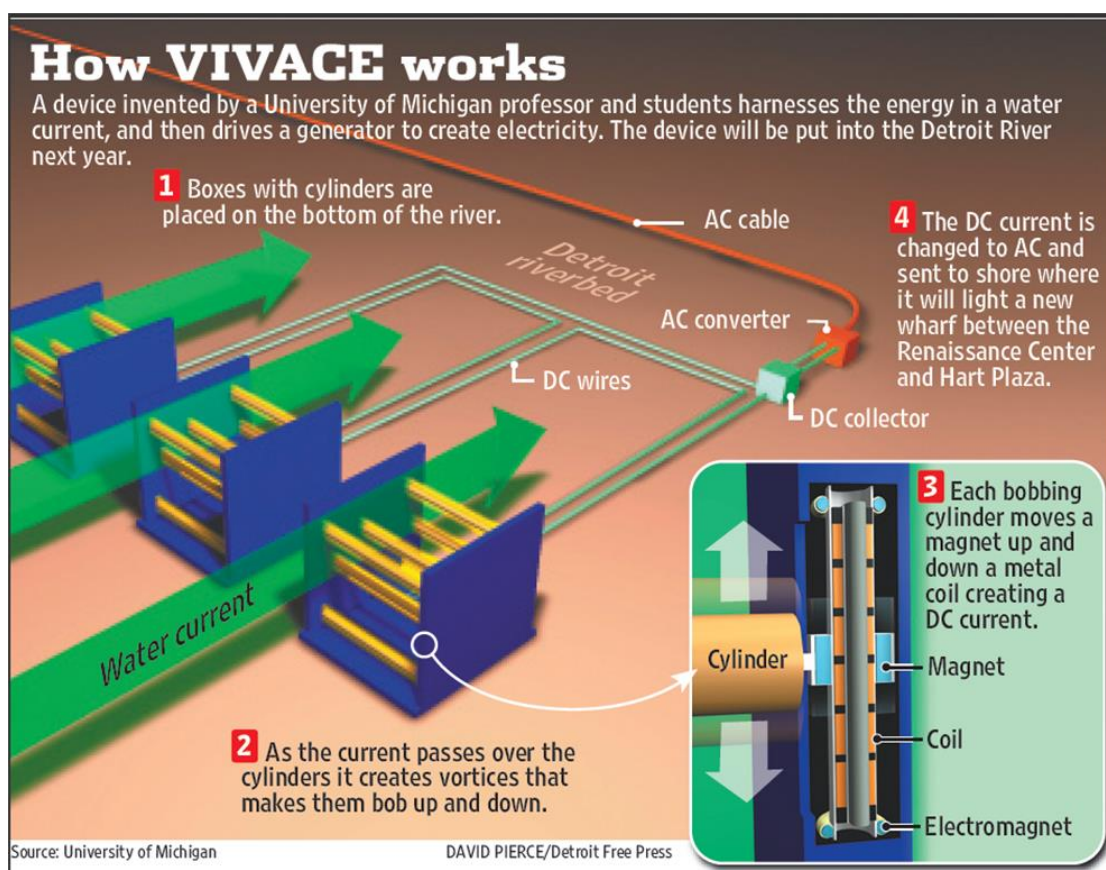 How VIVACE works
A device invented by a University of Michigan professor and students harnesses the energy in a water
current, and then drives a generator to create electricity. The device will be put into the Detroit River
next year.
1 Boxes with cylinders are
placed on the bottom of the river.
AC cable
Detroit
riverbed
AC converter
DC wires
DC collector
4 The DC current is
changed to AC and
sent to shore where
it will light a new
wharf between the
Renaissance Center
and Hart Plaza.
Water current
2 As the current passes over the
cylinders it creates vortices that
makes them bob up and down.
3 Each bobbing
cylinder moves a
magnet up and
down a metal
coil creating a
DC current.
Cylinder
Magnet
Coil
Electromagnet
Source: University of Michigan
DAVID PIERCE/Detroit Free Press